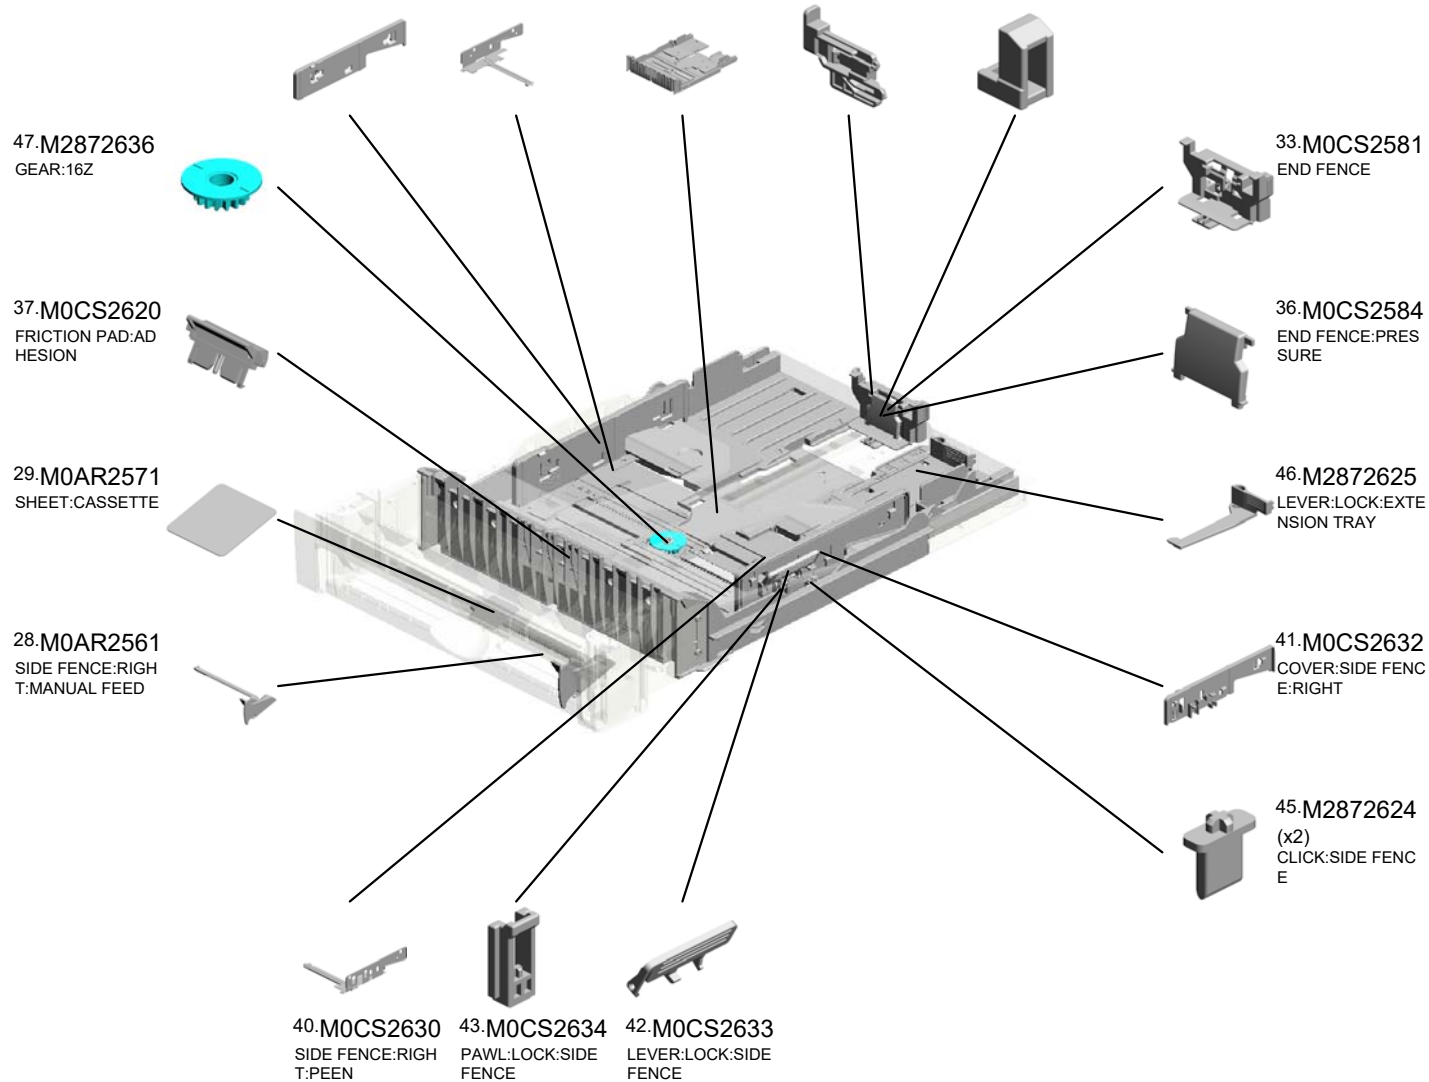 47.M2872636
GEAR:16Z
33.M0CS2581
END FENCE
37.M0CS2620
FRICTION PAD:AD
HESION
36.M0CS2584
END FENCE:PRES
SURE
29.M0AR2571
SHEET:CASSETTE
46.M2872625
LEVER:LOCK:EXTE
NSION TRAY
28.M0AR2561
SIDE FENCE:RIGH
T:MANUAL FEED
41.M0CS2632
COVER:SIDE FENC
E:RIGHT
45.M2872624
(x2)
CLICK:SIDE FENC
E
40.M0CS2630
SIDE FENCE:RIGH
T:PEEN
43.M0CS2634
PAWL:LOCK:SIDE
FENCE
42.M0CS2633
LEVER:LOCK:SIDE
FENCE